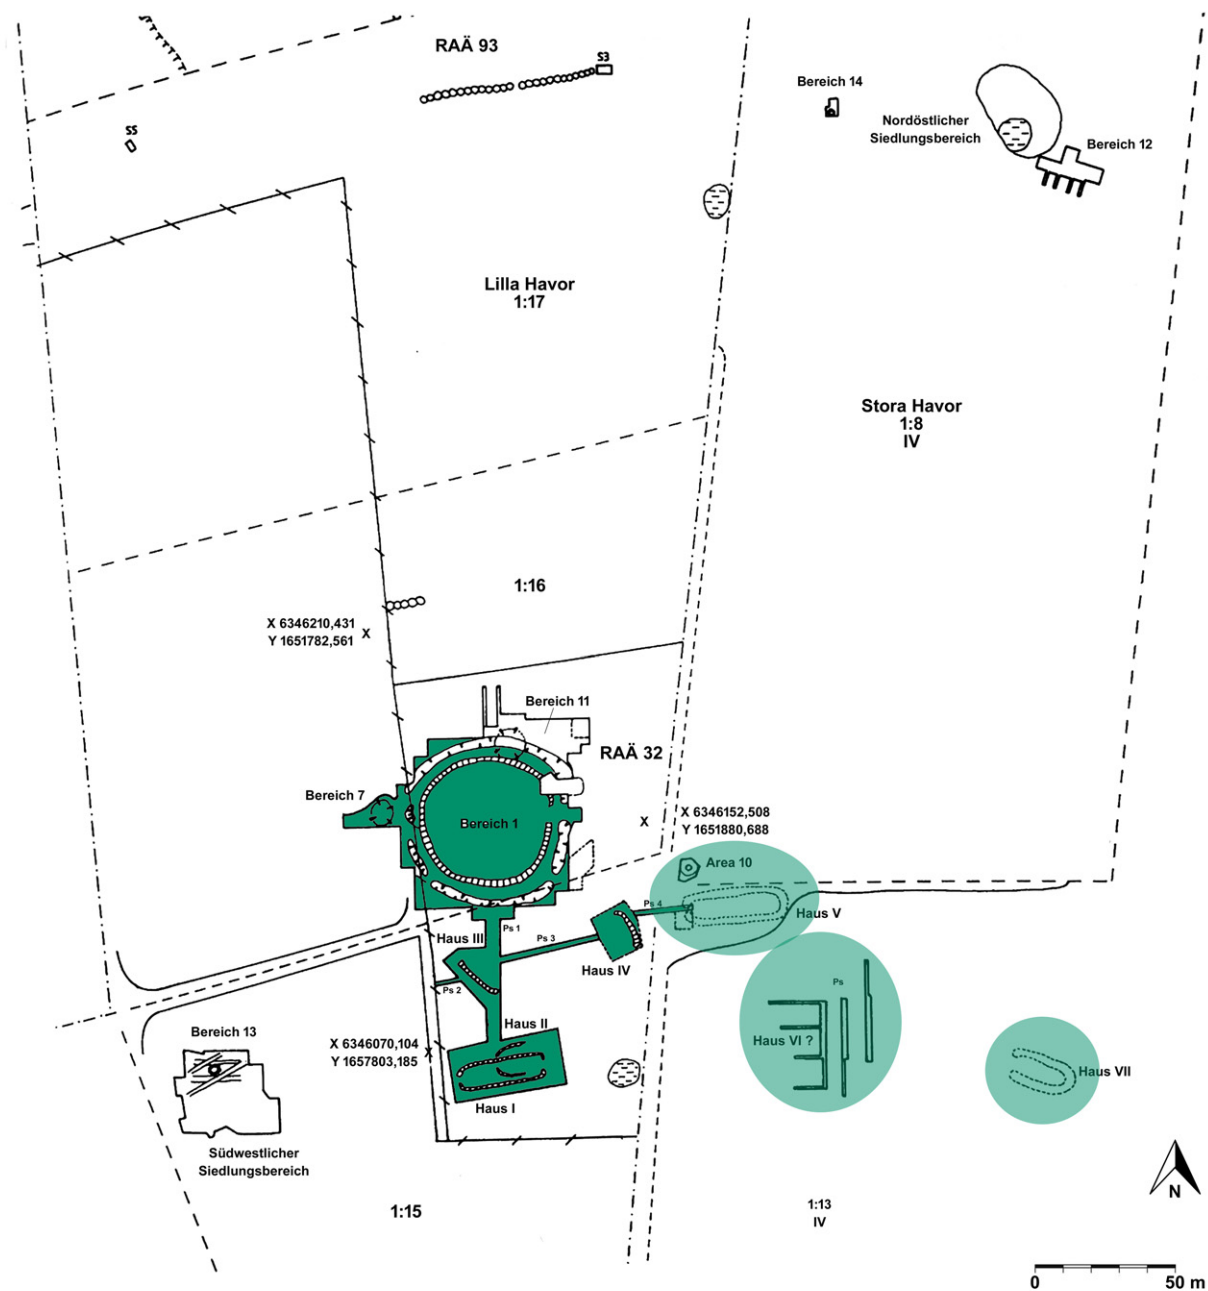 RAÄ 93
S3
SS
Bereich 14
Nordöstlicher
Siedlungsbereich
Bereich 12
Lilla Havor
1:17
Stora Havor
1:8
IV
1:16
X 6346210,431
Y 1651782,561
X
Bereich 11
RAÄ 32
Bereich 7
Bereich 1
X 6346152,508
Y 1651880,688
X
Area 10
Ps 4
Haus V
Ps 1
Haus III
Ps 3
Haus IV
Ps 2
Ps
Haus II
Bereich 13
X 6346070,104
Y 1657803,185
X
Haus VI ?
Haus VII
Haus I
Südwestlicher
Siedlungsbereich
1:15
1:13
IV
N
0 50 m